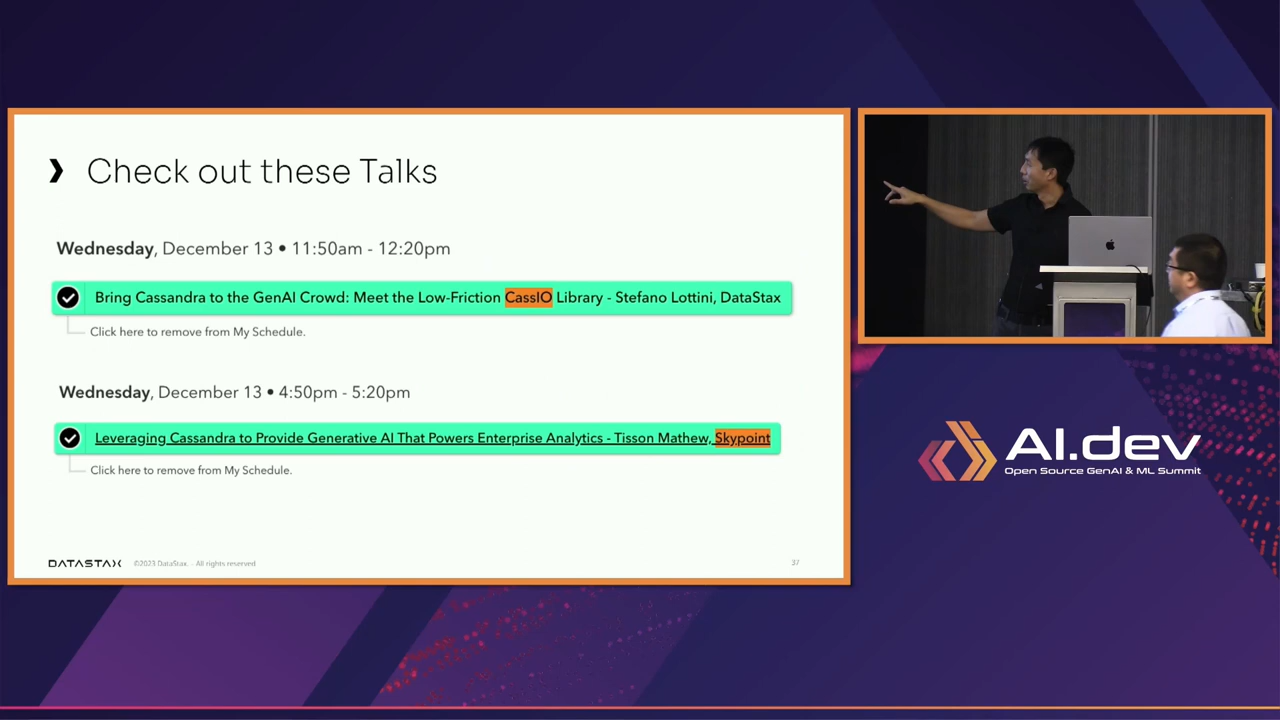 ❯ Check out these Talks
Wednesday, December 13 • 11:50am - 12:20pm
Bring Cassandra to the GenAI Crowd: Meet the Low-Friction CassIO Library - Stefano Lottini, DataStax
Click here to remove from My Schedule.
Wednesday, December 13 • 4:50pm - 5:20pm
Leveraging Cassandra to Provide Generative AI That Powers Enterprise Analytics - Tisson Mathew, Skypoint
Click here to remove from My Schedule.
DATASTAX ©2023 DataStax. - All rights reserved 37
AI.dev
Open Source GenAI & ML Summit